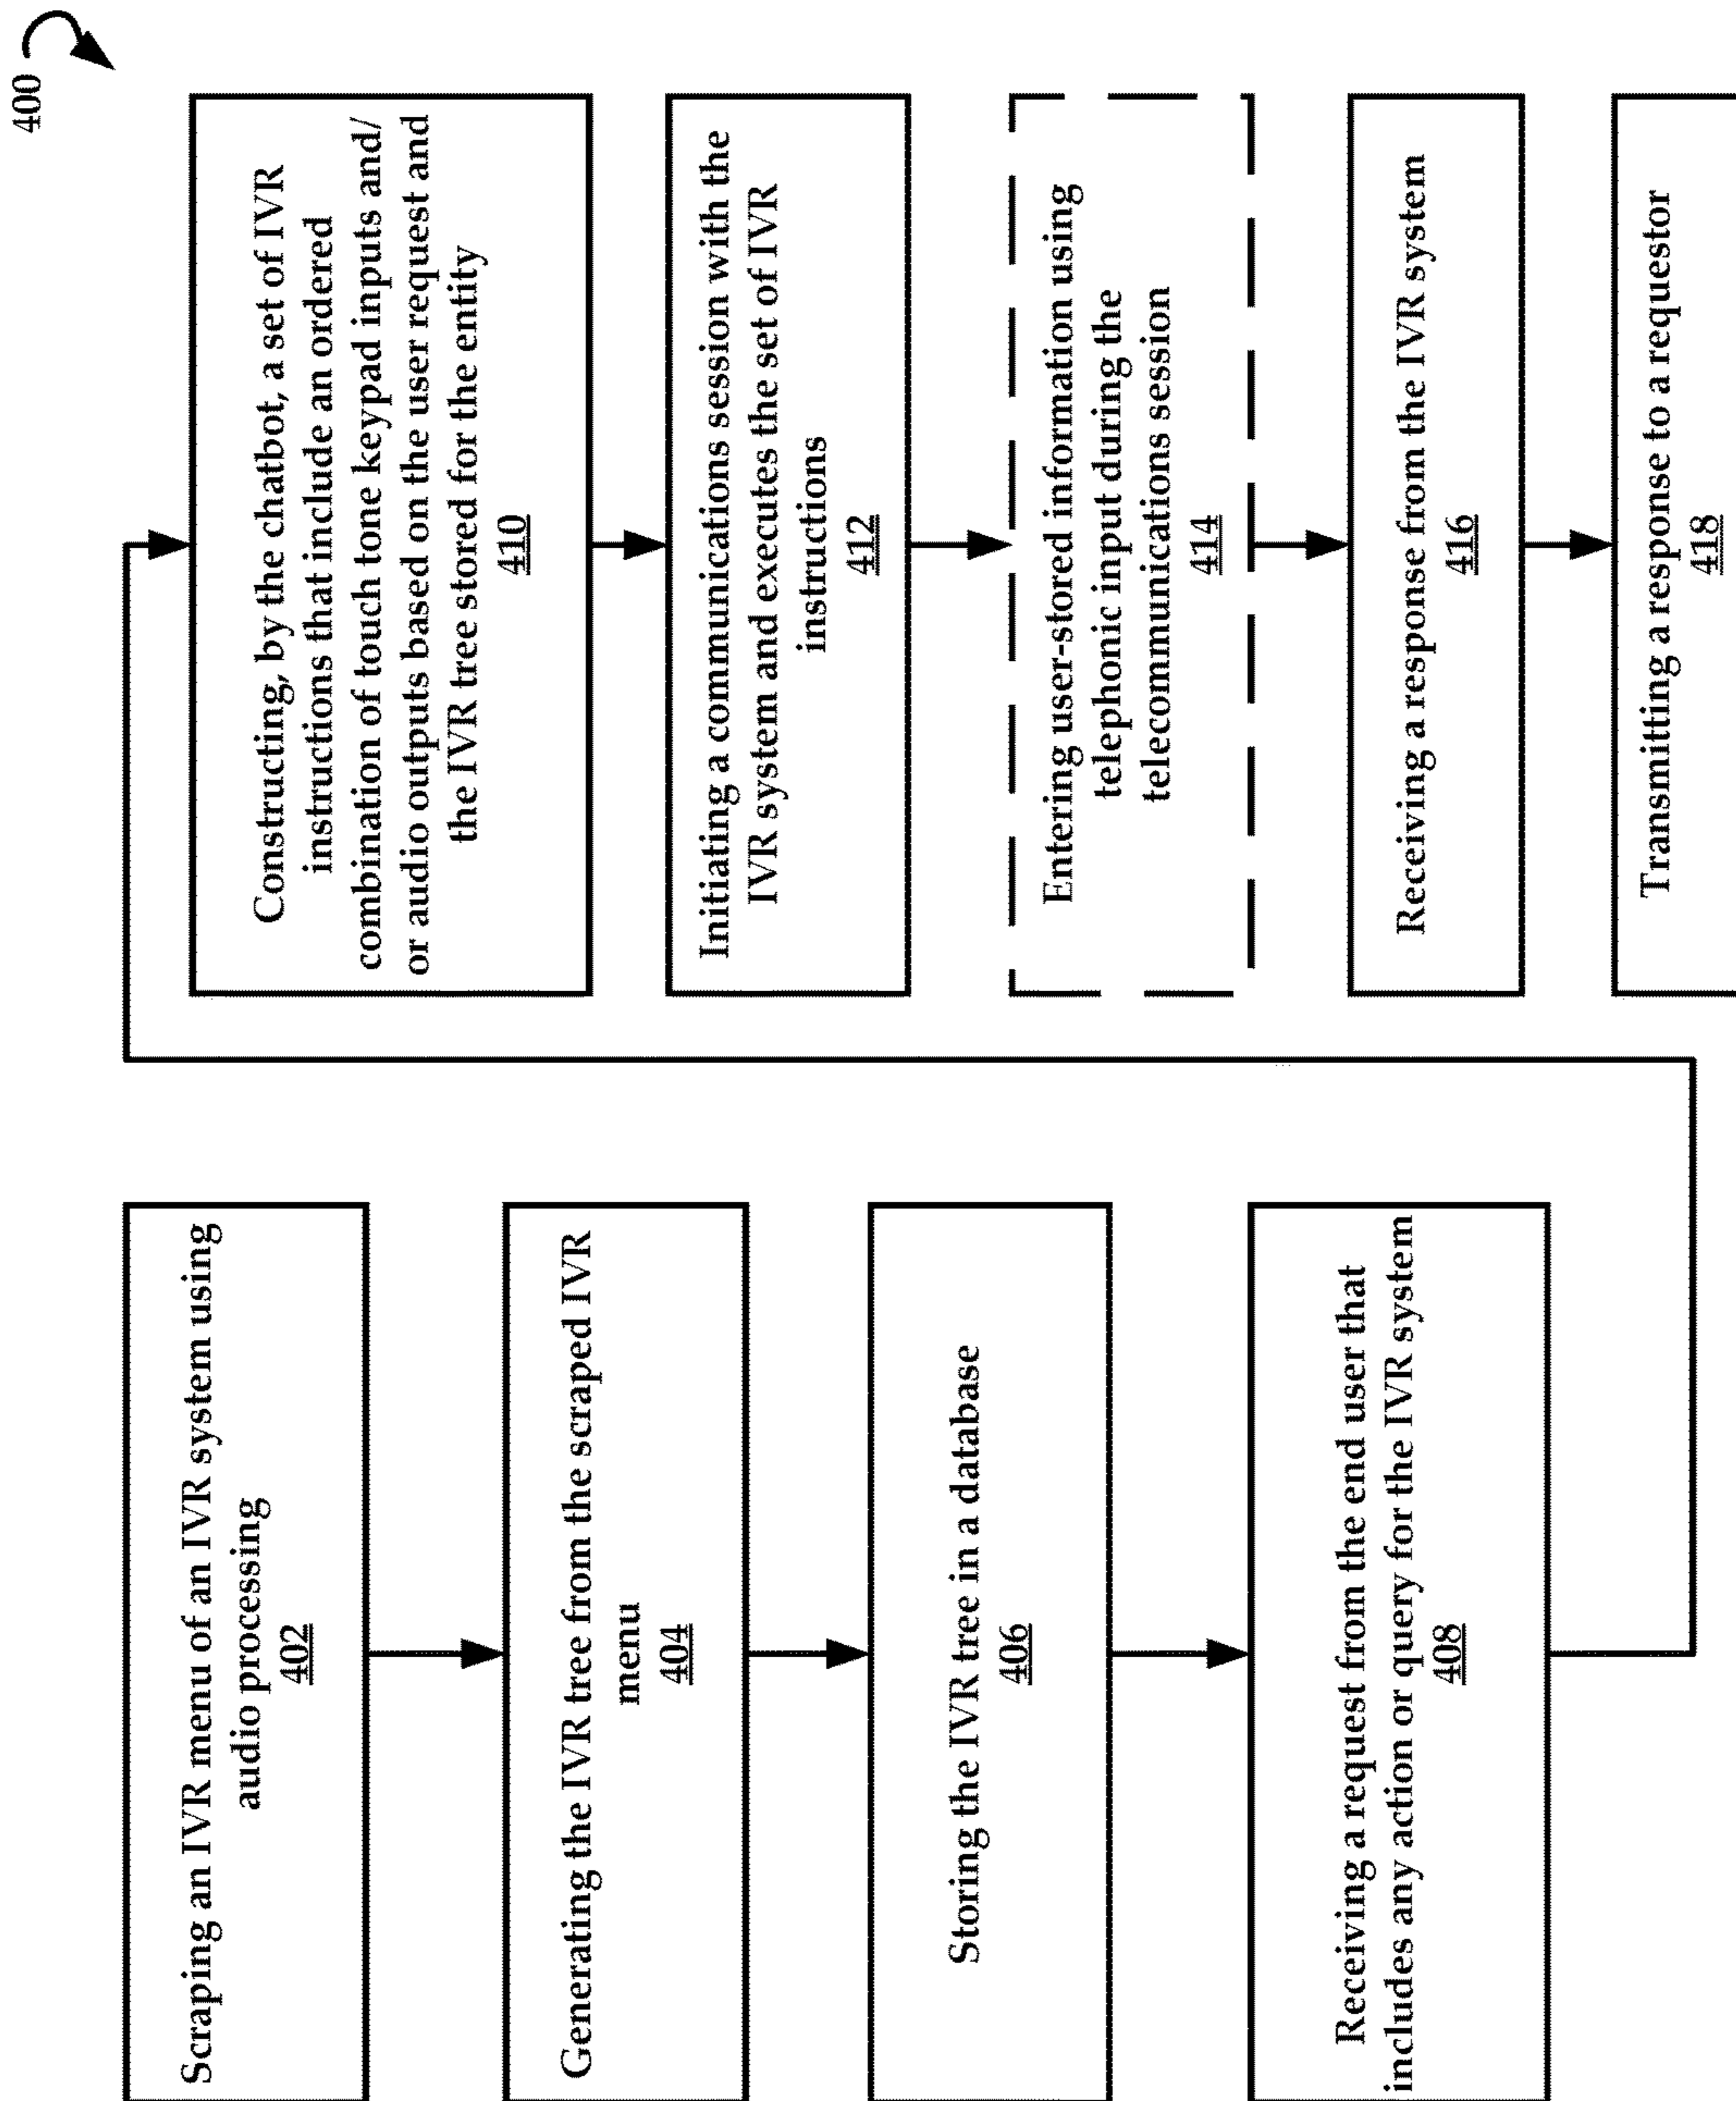 400
Scraping an IVR menu of an IVR system using
audio processing
402
Generating the IVR tree from the scraped IVR
menu
404
Storing the IVR tree in a database
406
Receiving a request from the end user that
includes any action or query for the IVR system
408
Constructing, by the chatbot, a set of IVR
instructions that include an ordered
combination of touch tone keypad inputs and/
or audio outputs based on the user request and
the IVR tree stored for the entity
410
Initiating a communications session with the
IVR system and executes the set of IVR
instructions
412
Entering user-stored information using
telephonic input during the
telecommunications session
414
Receiving a response from the IVR system
416
Transmitting a response to a requestor
418